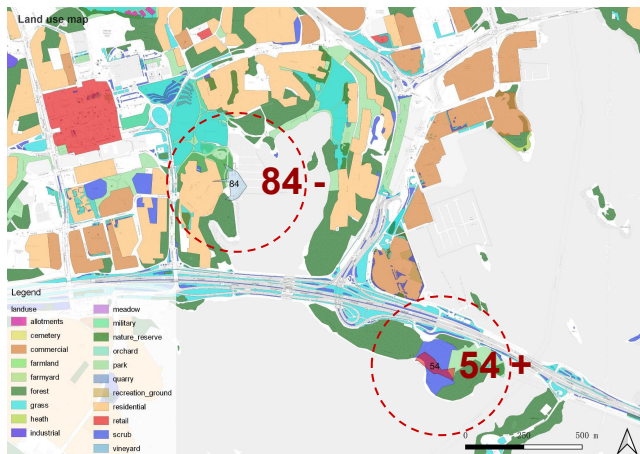 Land use map
84
84 -
54
54 +
Legend
landuse
allotments
cemetery
commercial
farmland
farmyard
forest
grass
heath
industrial
meadow
military
nature_reserve
orchard
park
quarry
recreation_ground
residential
retail
scrub
vineyard
0 250 500 m